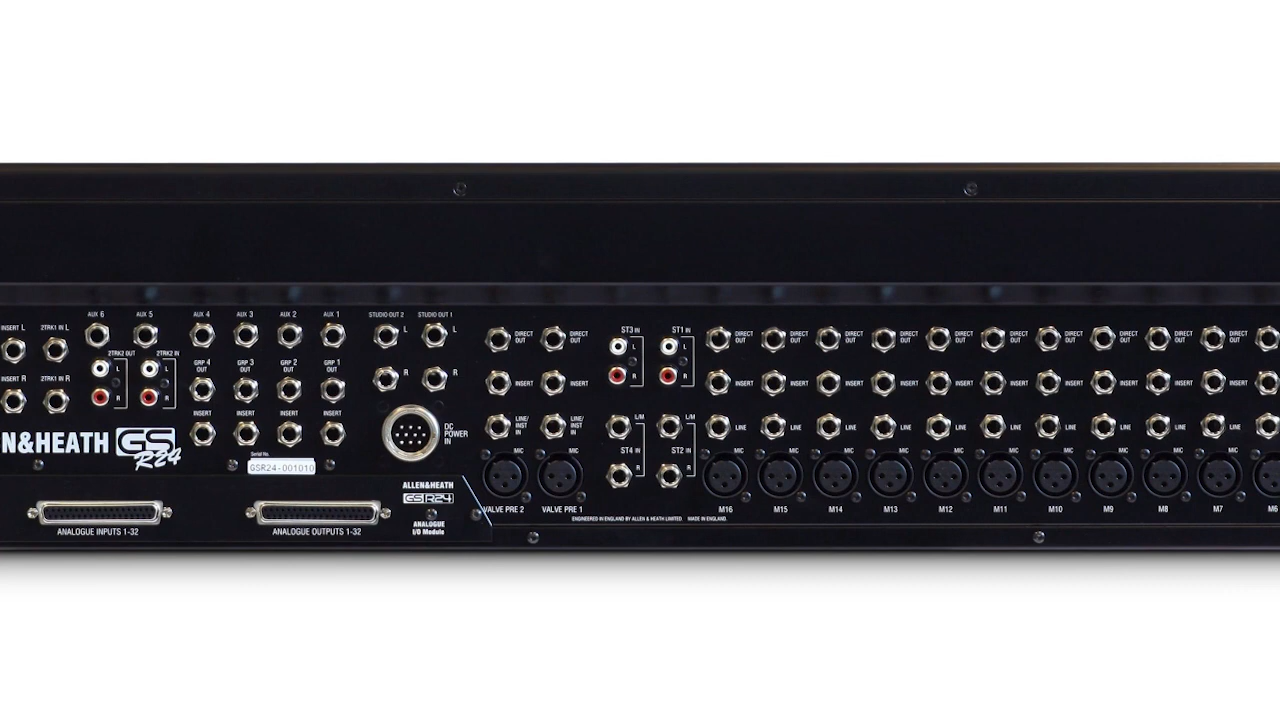 AUX 6
AUX 5
AUX 4
AUX 3
AUX 2
AUX 1
STUDIO OUT 2
STUDIO OUT 1
INSERT L
2TRK1 IN L
L
L
2TRK2 OUT
2TRK2 IN
L
L
R
R
INSERT R
2TRK1 IN R
GRP 4
OUT
GRP 3
OUT
GRP 2
OUT
GRP 1
OUT
R
R
INSERT
INSERT
INSERT
INSERT
N&HEATH GS
R24
DC
POWER
IN
Serial No.
GSR24-001010
ALLEN&HEATH
GS R24
ANALOGUE
I/O Module
ANALOGUE INPUTS 1-32
ANALOGUE OUTPUTS 1-32
DIRECT
OUT
DIRECT
OUT
INSERT
INSERT
LINE/
INST
IN
LINE/
INST
IN
MIC
MIC
VALVE PRE 2
VALVE PRE 1
ST3 IN
ST1 IN
L
L
R
R
L/M
L/M
ST4 IN
ST2 IN
R
R
ENGINEERED IN ENGLAND BY ALLEN & HEATH LIMITED. MADE IN ENGLAND.
DIRECT
OUT
DIRECT
OUT
DIRECT
OUT
DIRECT
OUT
DIRECT
OUT
DIRECT
OUT
DIRECT
OUT
DIRECT
OUT
DIRECT
OUT
DIRECT
OUT
INSERT
INSERT
INSERT
INSERT
INSERT
INSERT
INSERT
INSERT
INSERT
INSERT
LINE
LINE
LINE
LINE
LINE
LINE
LINE
LINE
LINE
LINE
MIC
MIC
MIC
MIC
MIC
MIC
MIC
MIC
MIC
MIC
MIC
M16
M15
M14
M13
M12
M11
M10
M9
M8
M7
M6